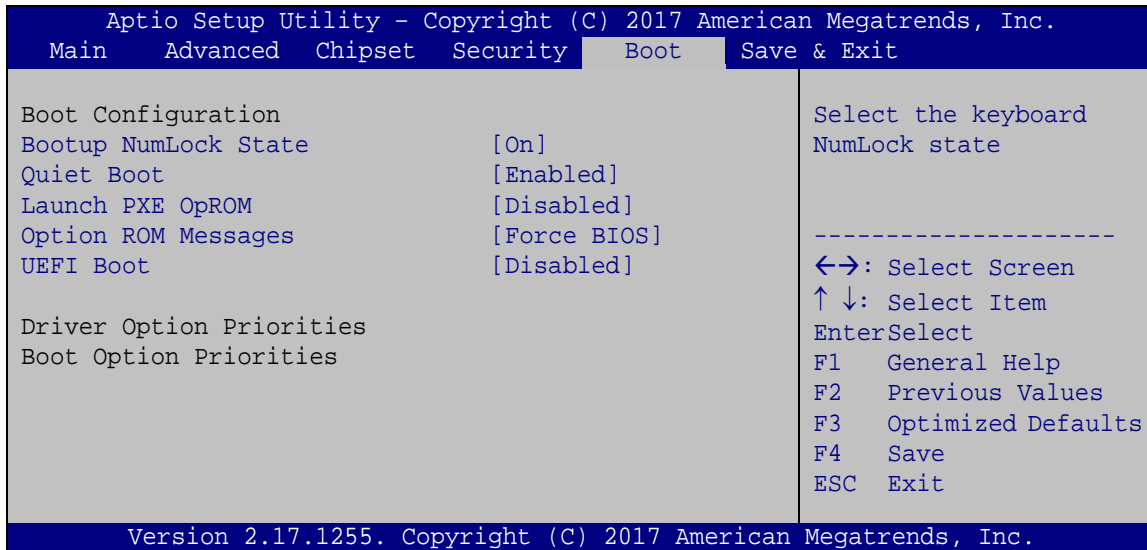 Aptio Setup Utility – Copyright (C) 2017 American Megatrends, Inc.
Main Advanced Chipset Security Boot Save & Exit
Boot Configuration
Bootup NumLock State [On]
Quiet Boot [Enabled]
Launch PXE OpROM [Disabled]
Option ROM Messages [Force BIOS]
UEFI Boot [Disabled]
Driver Option Priorities
Boot Option Priorities
Select the keyboard
NumLock state
---------------------
←→: Select Screen
↑ ↓: Select Item
EnterSelect
F1 General Help
F2 Previous Values
F3 Optimized Defaults
F4 Save
ESC Exit
Version 2.17.1255. Copyright (C) 2017 American Megatrends, Inc.